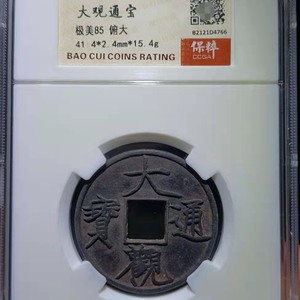 大观通宝
极美85 俯大
41.4*2.4mm*15.4g
BAO CUI COINS RATING
B212104766
保粹
CCGA
大觀通寶